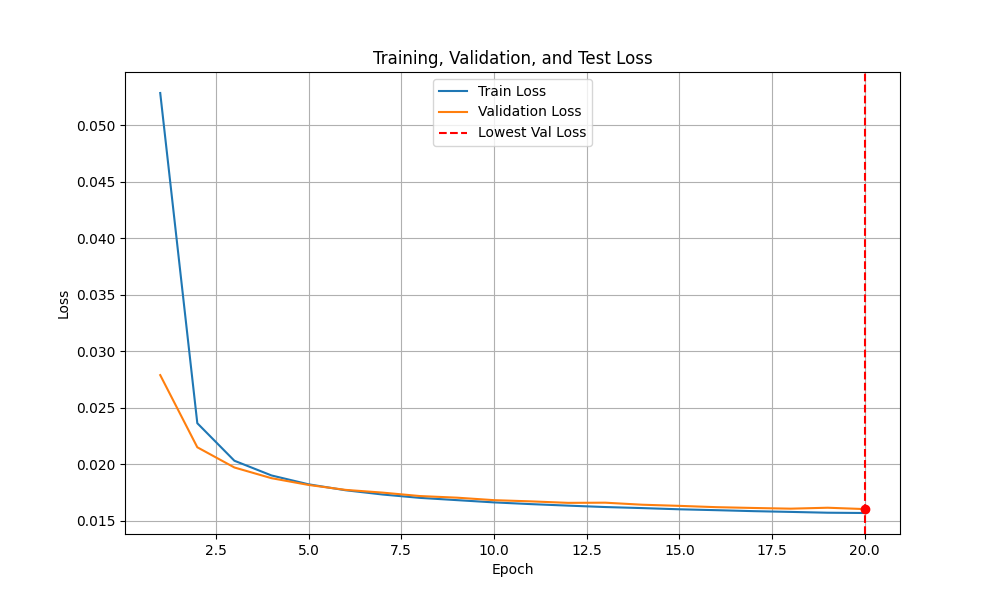 Training, Validation, and Test Loss
Train Loss
Validation Loss
Lowest Val Loss
Loss
0.050
0.045
0.040
0.035
0.030
0.025
0.020
0.015
2.5 5.0 7.5 10.0 12.5 15.0 17.5 20.0
Epoch